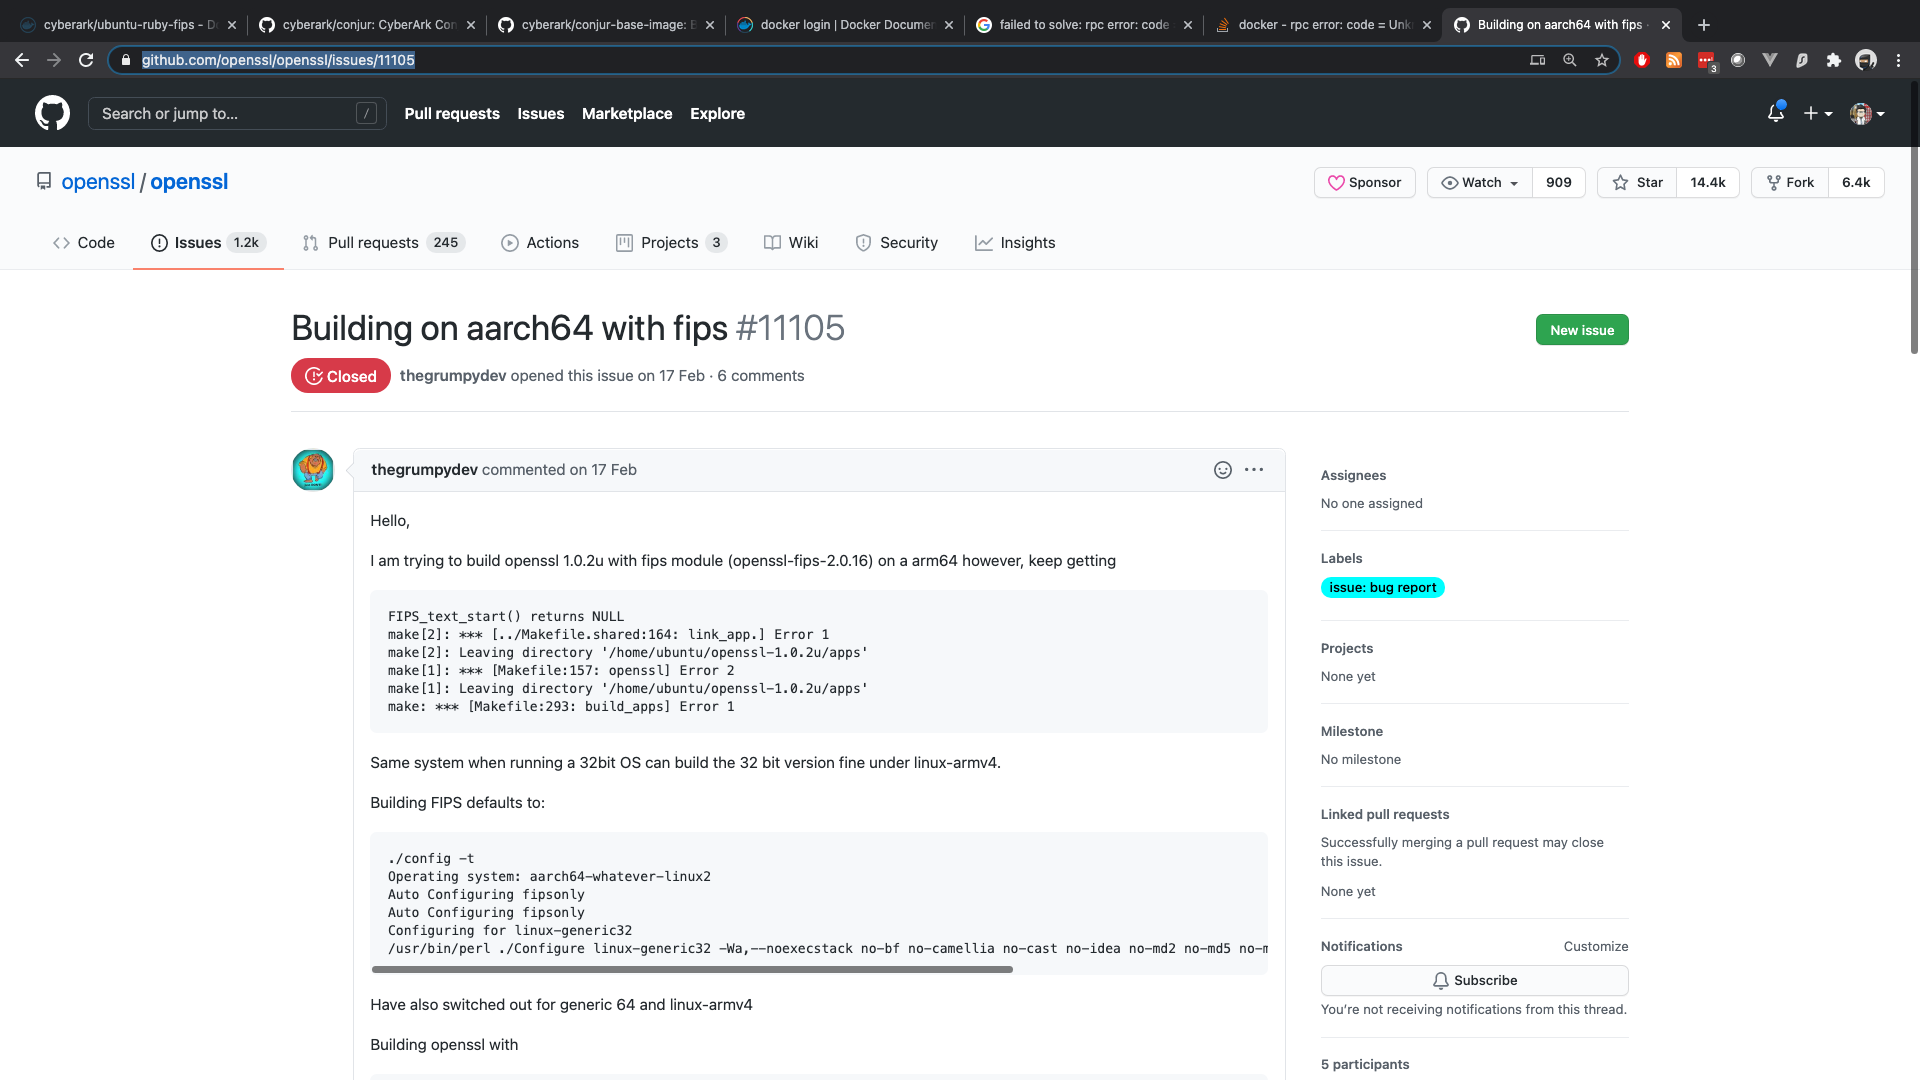 cyberark/ubuntu-ruby-fips - D
cyberark/conjur: CyberArk Con
cyberark/conjur-base-image:
docker login | Docker Documen
failed to solve: rpc error: code
docker - rpc error: code = Unk
Building on aarch64 with fips
github.com/openssl/openssl/issues/11105
3
Search or jump to...
/
Pull requests
Issues
Marketplace
Explore
openssl / openssl
Sponsor
Watch
909
Star
14.4k
Fork
6.4k
Code
Issues 1.2k
Pull requests 245
Actions
Projects 3
Wiki
Security
Insights
Building on aarch64 with fips #11105
New issue
Closed
thegrumpydev opened this issue on 17 Feb · 6 comments
thegrumpydev commented on 17 Feb
Hello,
I am trying to build openssl 1.0.2u with fips module (openssl-fips-2.0.16) on a arm64 however, keep getting
FIPS_text_start() returns NULL
make[2]: *** [../Makefile.shared:164: link_app.] Error 1
make[2]: Leaving directory '/home/ubuntu/openssl-1.0.2u/apps'
make[1]: *** [Makefile:157: openssl] Error 2
make[1]: Leaving directory '/home/ubuntu/openssl-1.0.2u/apps'
make: *** [Makefile:293: build_apps] Error 1
Same system when running a 32bit OS can build the 32 bit version fine under linux-armv4.
Building FIPS defaults to:
./config -t
Operating system: aarch64-whatever-linux2
Auto Configuring fipsonly
Auto Configuring fipsonly
Configuring for linux-generic32
/usr/bin/perl ./Configure linux-generic32 -Wa,--noexecstack no-bf no-camellia no-cast no-idea no-md2 no-md5 no-m
Have also switched out for generic 64 and linux-armv4
Building openssl with
Assignees
No one assigned
Labels
issue: bug report
Projects
None yet
Milestone
No milestone
Linked pull requests
Successfully merging a pull request may close
this issue.
None yet
Notifications
Customize
Subscribe
You're not receiving notifications from this thread.
5 participants